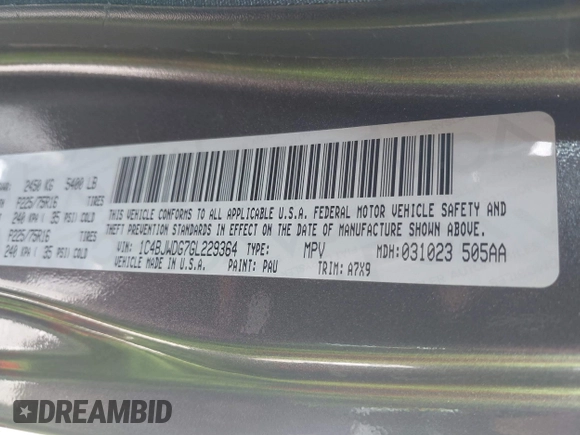 2450 KG 5400 LB
P225/75R16 TIRES
240 KPA / 35 PSI COLD
P225/75R16 TIRES
240 KPA / 35 PSI COLD
THIS VEHICLE CONFORMS TO ALL APPLICABLE U.S.A. FEDERAL MOTOR VEHICLE SAFETY AND
THEFT PREVENTION STANDARDS IN EFFECT ON THE DATE OF MANUFACTURE SHOWN ABOVE.
VIN: 1C4BJWDG7GL229364 TYPE: MPV MDH: 031023 505AA
VEHICLE MADE IN U.S.A. PAINT: PAU TRIM: A7X9
DREAMBID